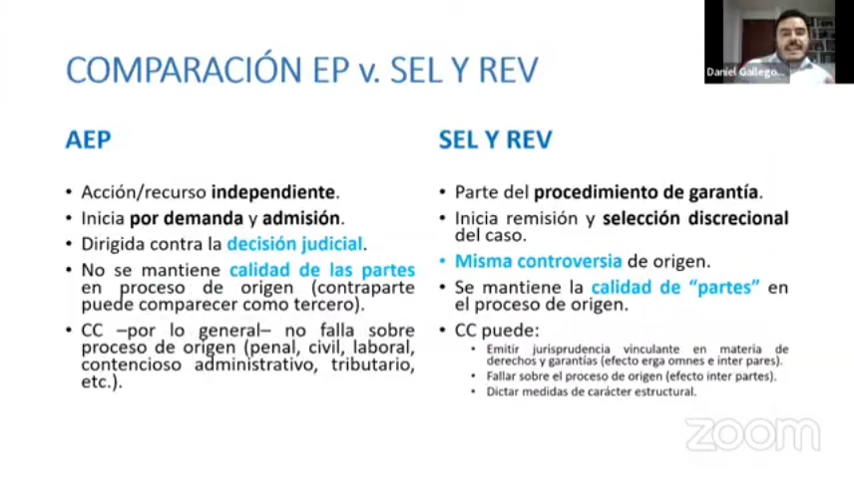 COMPARACIÓN EP v. SEL Y REV
Daniel Gallego...
AEP
• Acción/recurso independiente.
• Inicia por demanda y admisión.
• Dirigida contra la decisión judicial.
• No se mantiene calidad de las partes
en proceso de origen (contraparte
puede comparecer como tercero).
• CC –por lo general– no falla sobre
proceso de origen (penal, civil, laboral,
contencioso administrativo, tributario,
etc.).
SEL Y REV
• Parte del procedimiento de garantía.
• Inicia remisión y selección discrecional
del caso.
• Misma controversia de origen.
• Se mantiene la calidad de “partes” en
el proceso de origen.
• CC puede:
• Emitir jurisprudencia vinculante en materia de
derechos y garantías (efecto erga omnes e inter pares).
• Fallar sobre el proceso de origen (efecto inter partes).
• Dictar medidas de carácter estructural.
zoom